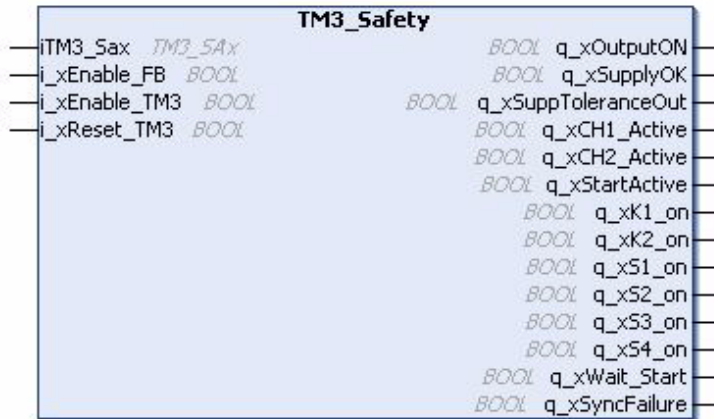 TM3_Safety
iTM3_Sax TM3_SAx BOOL q_xOutputON
i_xEnable_FB BOOL BOOL q_xSupplyOK
i_xEnable_TM3 BOOL BOOL q_xSuppToleranceOut
i_xReset_TM3 BOOL BOOL q_xCH1_Active
BOOL q_xCH2_Active
BOOL q_xStartActive
BOOL q_xK1_on
BOOL q_xK2_on
BOOL q_xS1_on
BOOL q_xS2_on
BOOL q_xS3_on
BOOL q_xS4_on
BOOL q_xWait_Start
BOOL q_xSyncFailure